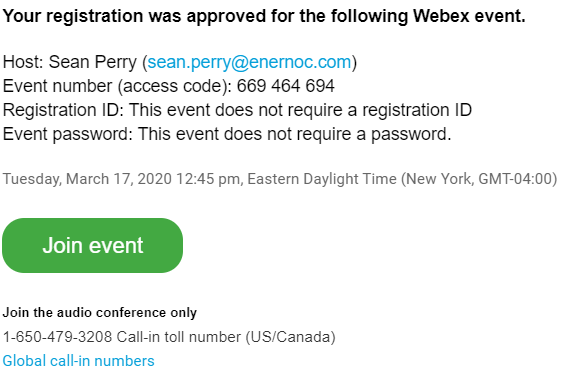 Your registration was approved for the following Webex event.
Host: Sean Perry (sean.perry@enernoc.com)
Event number (access code): 669 464 694
Registration ID: This event does not require a registration ID
Event password: This event does not require a password.
Tuesday, March 17, 2020 12:45 pm, Eastern Daylight Time (New York, GMT-04:00)
Join event
Join the audio conference only
1-650-479-3208 Call-in toll number (US/Canada)
Global call-in numbers